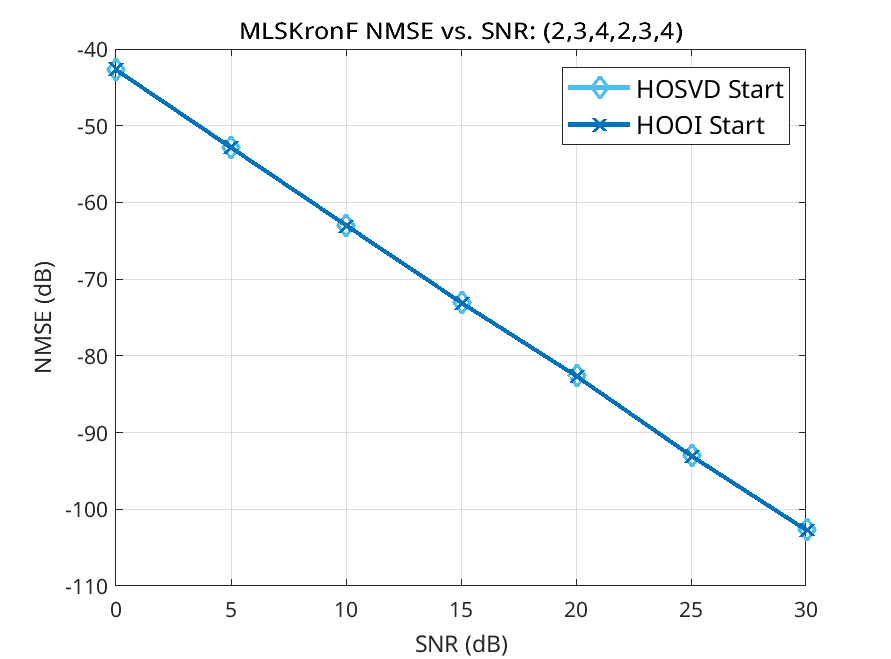 MLSKronF NMSE vs. SNR: (2,3,4,2,3,4)
HOSVD Start
HOOI Start
-40
-50
-60
-70
-80
-90
-100
-110
NMSE (dB)
0 5 10 15 20 25 30
SNR (dB)